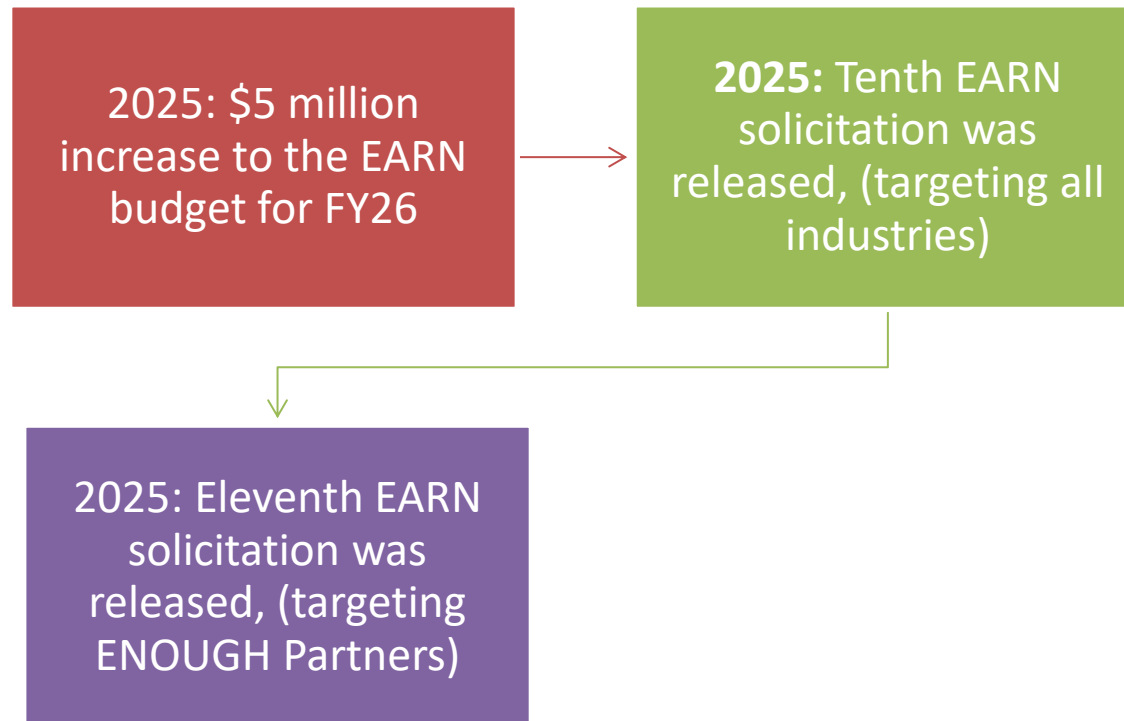 2025: $5 million
increase to the EARN
budget for FY26
2025: Tenth EARN
solicitation was
released, (targeting all
industries)
2025: Eleventh EARN
solicitation was
released, (targeting
ENOUGH Partners)